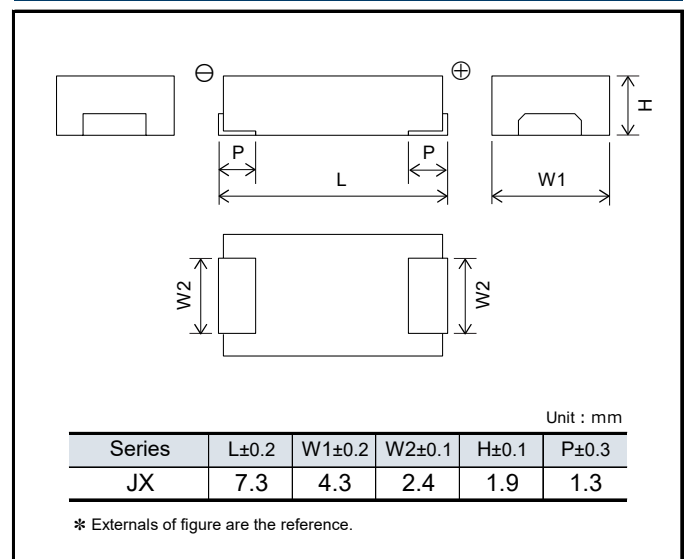 ⊖ ⊕
H
P P
L W1
W2 W2
Unit : mm
Series L±0.2 W1±0.2 W2±0.1 H±0.1 P±0.3
JX 7.3 4.3 2.4 1.9 1.3
✻ Externals of figure are the reference.